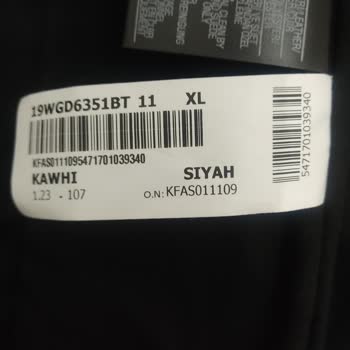 19WGD6351BT 11 XL
KFAS0111095471701039340
KAWHI SIYAH
1.23 - 107 O.N: KFAS011109
5471701039340